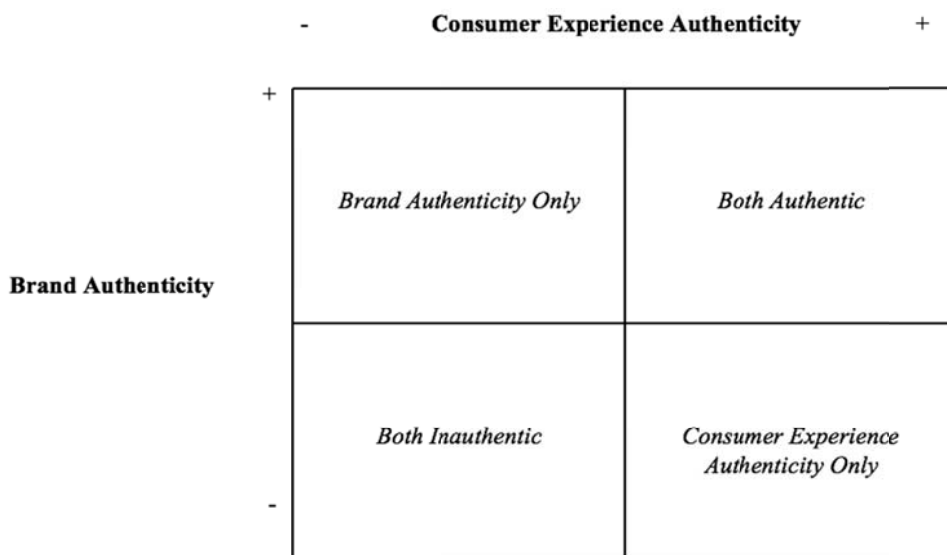 - Consumer Experience Authenticity +
+
Brand Authenticity Only Both Authentic
Brand Authenticity
Both Inauthentic Consumer Experience
Authenticity Only
-